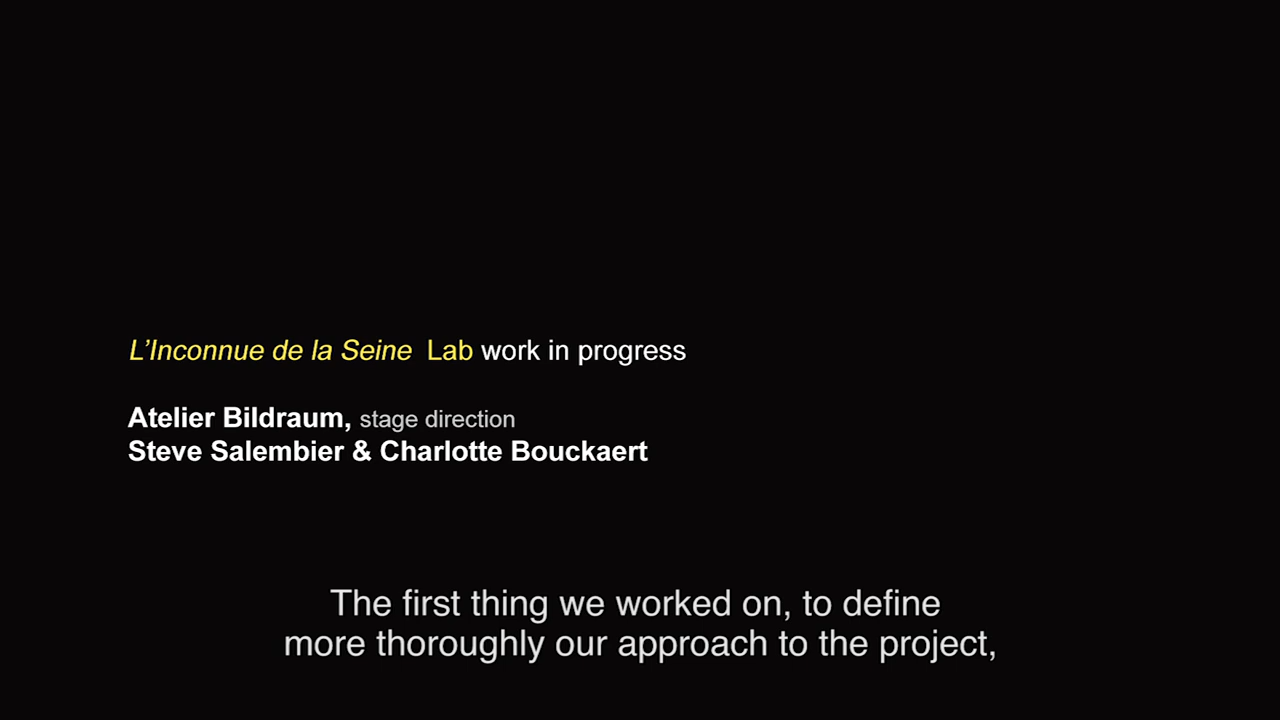 L’Inconnue de la Seine Lab work in progress
Atelier Bildraum, stage direction
Steve Salembier & Charlotte Bouckaert
The first thing we worked on, to define
more thoroughly our approach to the project,